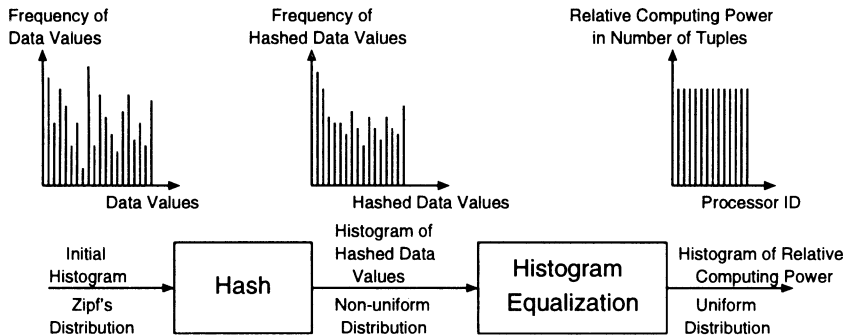 Frequency of
Data Values
Data Values
Frequency of
Hashed Data Values
Hashed Data Values
Relative Computing Power
in Number of Tuples
Processor ID
Initial
Histogram
Zipf's
Distribution
Hash
Histogram of
Hashed Data
Values
Non-uniform
Distribution
Histogram
Equalization
Histogram of Relative
Computing Power
Uniform
Distribution